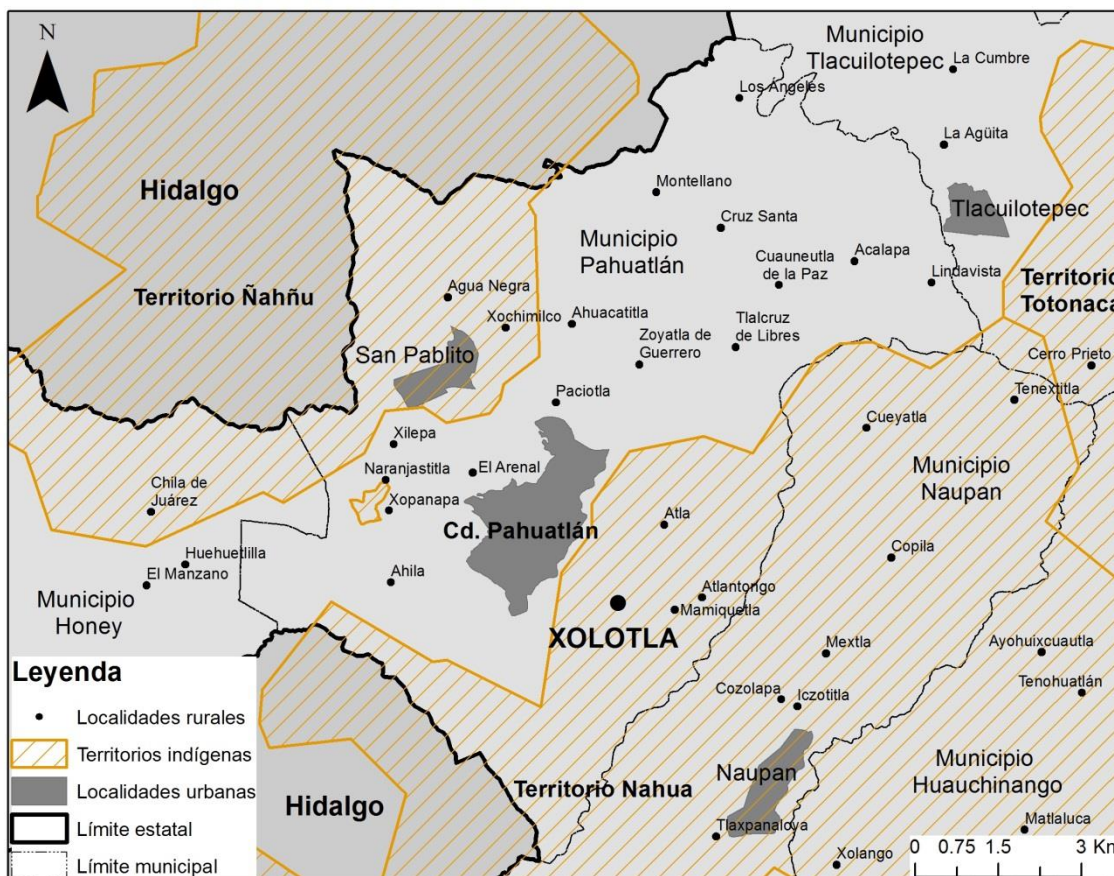 N
Municipio
Tlacuilotepec
La Cumbre
Los Ángeles
La Agüita
Hidalgo
Montellano
Tlacuilotepec
Cruz Santa
Municipio
Pahuatlán
Cuauneutla
de la Paz
Acalapa
Lindavista
Territorio
Totonaca
Territorio Ñahñu
Agua Negra
Xochimilco
Ahuacatitla
Zoyatla de
Guerrero
Tlalcruz
de Libres
San Pablito
Cerro Prieto
Tenextitla
Paciotla
Cueyatla
Xilepa
Naranjastitla
El Arenal
Municipio
Naupan
Chila de
Juárez
Xopanapa
Cd. Pahuatlán
Atla
Copila
Huehuetlilla
El Manzano
Ahila
Atlantongo
Mamiquetla
Municipio
Honey
XOLOTLA
Mextla
Ayohuixcuautla
Tenohuatlán
Cozolapa
Iczotitla
Leyenda
Localidades rurales
Territorios indígenas
Localidades urbanas
Límite estatal
Límite municipal
Hidalgo
Territorio Nahua
Naupan
Municipio
Huauchinango
Tlaxpanaloya
Matlaluca
Xolango
0 0.75 1.5 3 Km